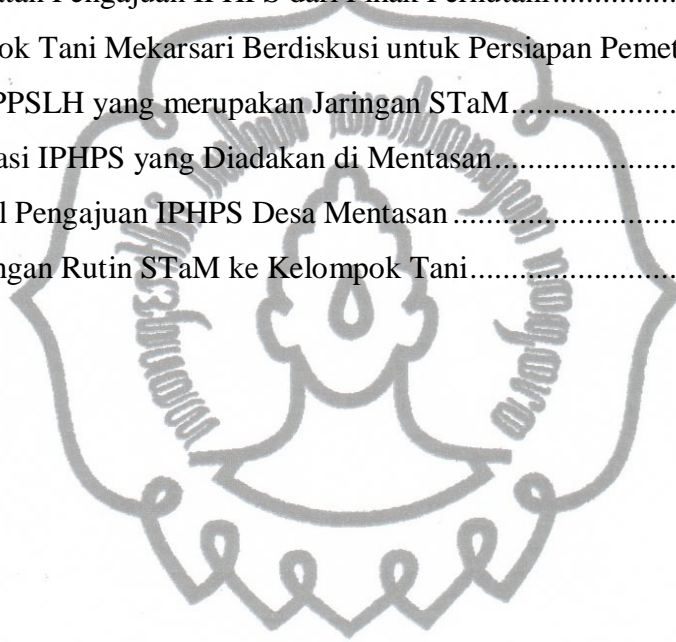 tan Pengajuan IPHPS dari Pihak Perhutani......................
ok Tani Mekarsari Berdiskusi untuk Persiapan Pemet
PPSLH yang merupakan Jaringan STaM............................
asi IPHPS yang Diadakan di Mentasan..............................
l Pengajuan IPHPS Desa Mentasan ....................................
ngan Rutin STaM ke Kelompok Tani..................................